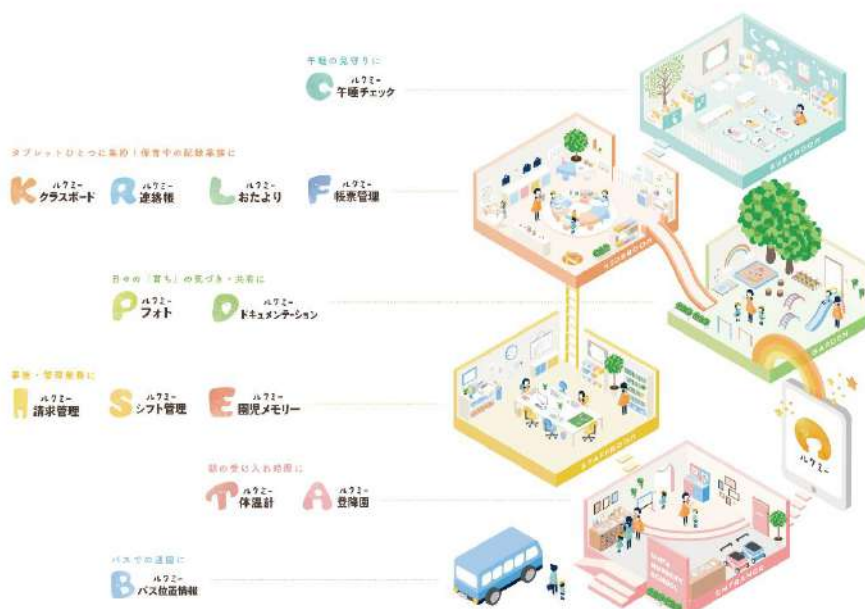 午睡の見守りに
C ルクミー
午睡チェック
タブレットひとつに集約！保育中の記録業務に
K ルクミー
クラスボード
R ルクミー
連絡帳
L ルクミー
おたより
F ルクミー
帳票管理
日々の「育ち」の気づき・共有に
P ルクミー
フォト
D ルクミー
ドキュメンテーション
事務・管理業務に
ルクミー
請求管理
S ルクミー
シフト管理
E ルクミー
園児メモリー
朝の受け入れ時間に
T ルクミー
体温計
A ルクミー
登降園
バスでの送迎に
B ルクミー
バス位置情報
BABYROOM
KIDSROOM
GARDEN
STAFFROOM
ルクミー
NURSERY
SCHOOL
ENTRANCE